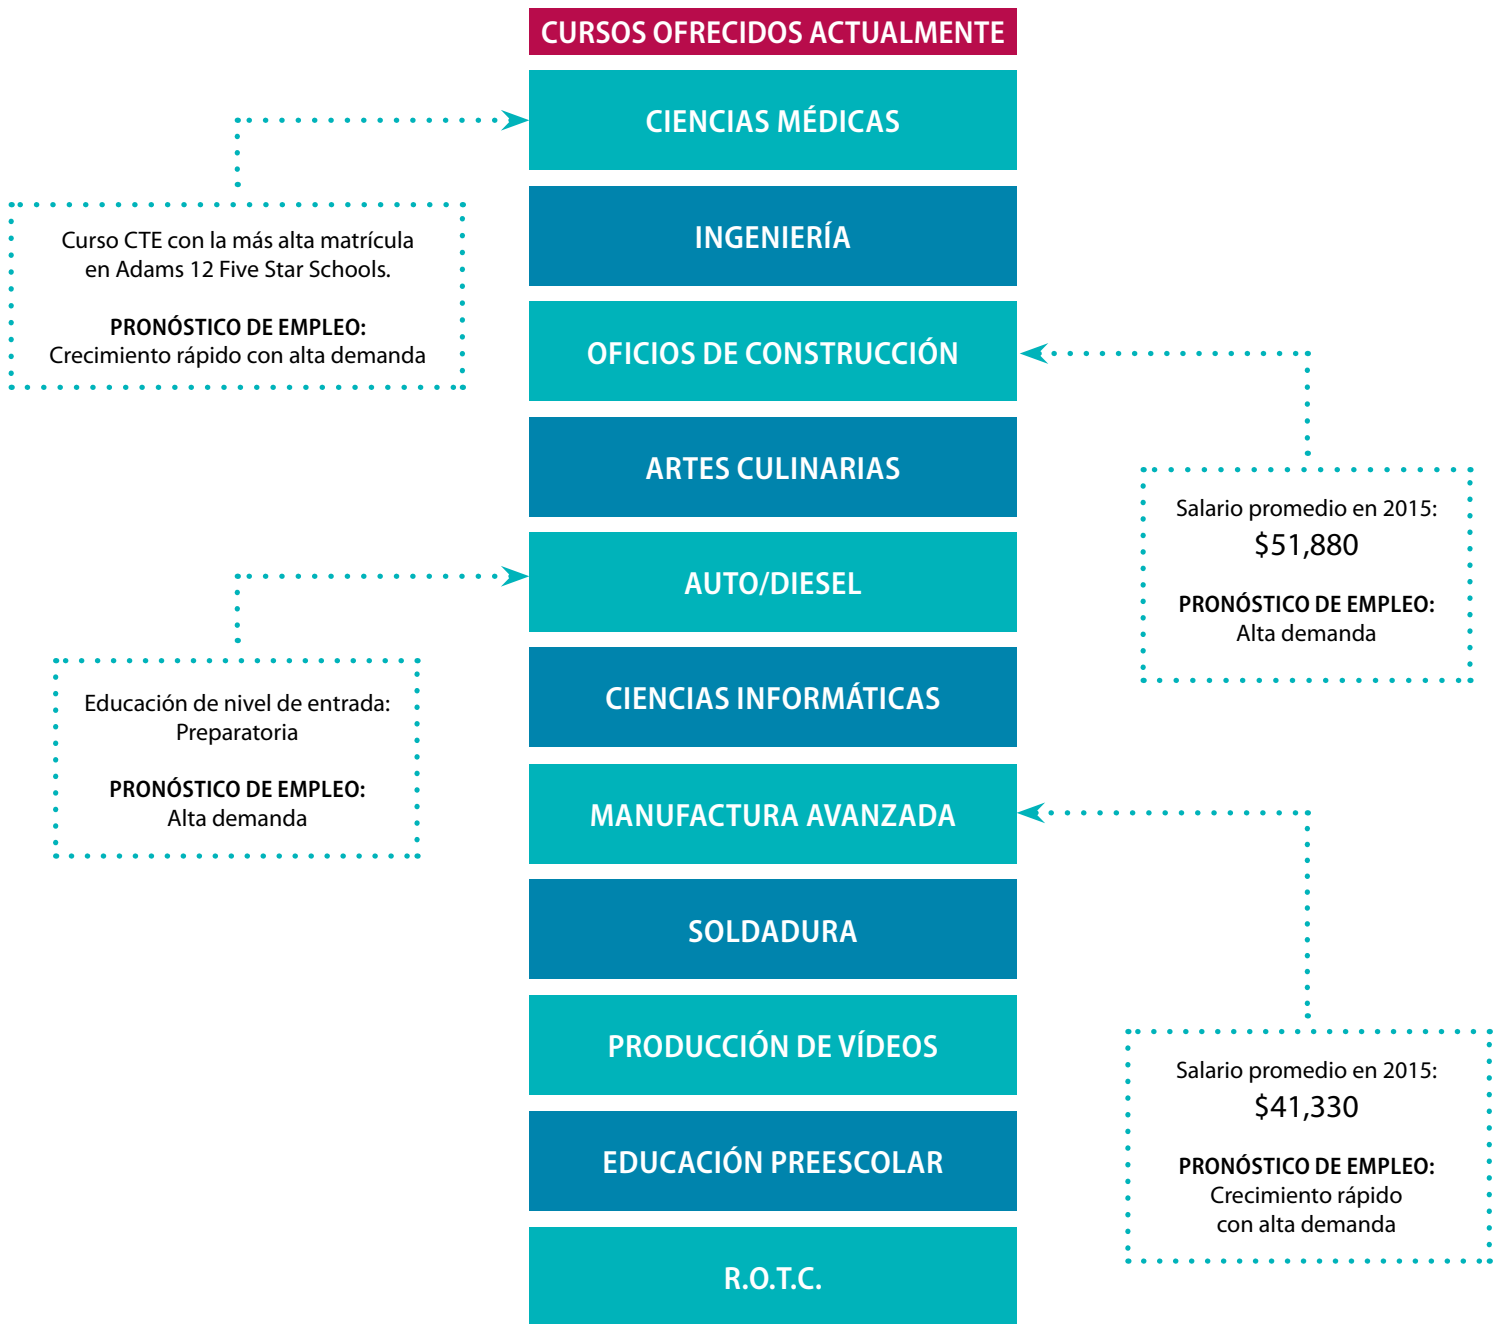 CURSOS OFRECIDOS ACTUALMENTE
CIENCIAS MÉDICAS
Curso CTE con la más alta matrícula
en Adams 12 Five Star Schools.
PRONÓSTICO DE EMPLEO:
Crecimiento rápido con alta demanda
INGENIERÍA
OFICIOS DE CONSTRUCCIÓN
Salario promedio en 2015:
$51,880
PRONÓSTICO DE EMPLEO:
Alta demanda
ARTES CULINARIAS
AUTO/DIESEL
Educación de nivel de entrada:
Preparatoria
PRONÓSTICO DE EMPLEO:
Alta demanda
CIENCIAS INFORMÁTICAS
MANUFACTURA AVANZADA
Salario promedio en 2015:
$41,330
PRONÓSTICO DE EMPLEO:
Crecimiento rápido
con alta demanda
SOLDADURA
PRODUCCIÓN DE VÍDEOS
EDUCACIÓN PREESCOLAR
R.O.T.C.